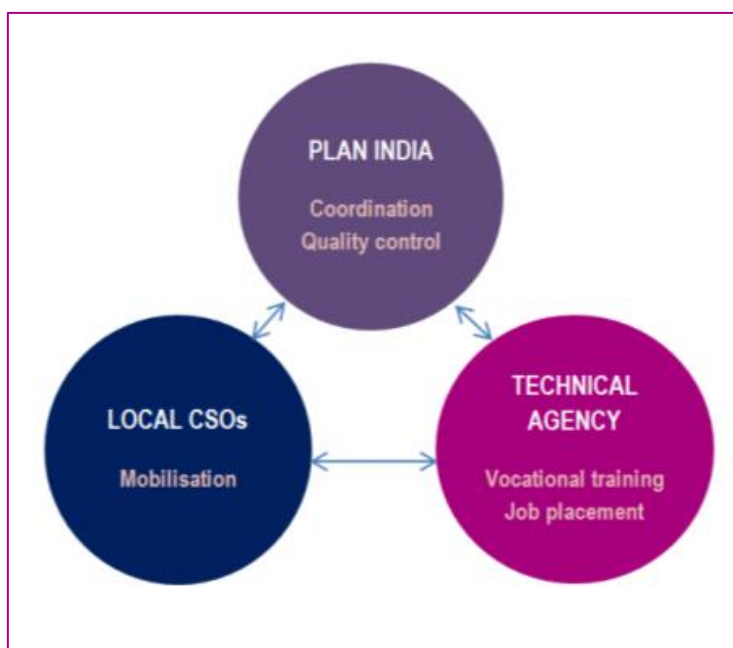 PLAN INDIA
Coordination
Quality control
LOCAL CSOs
Mobilisation
TECHNICAL
AGENCY
Vocational training
Job placement